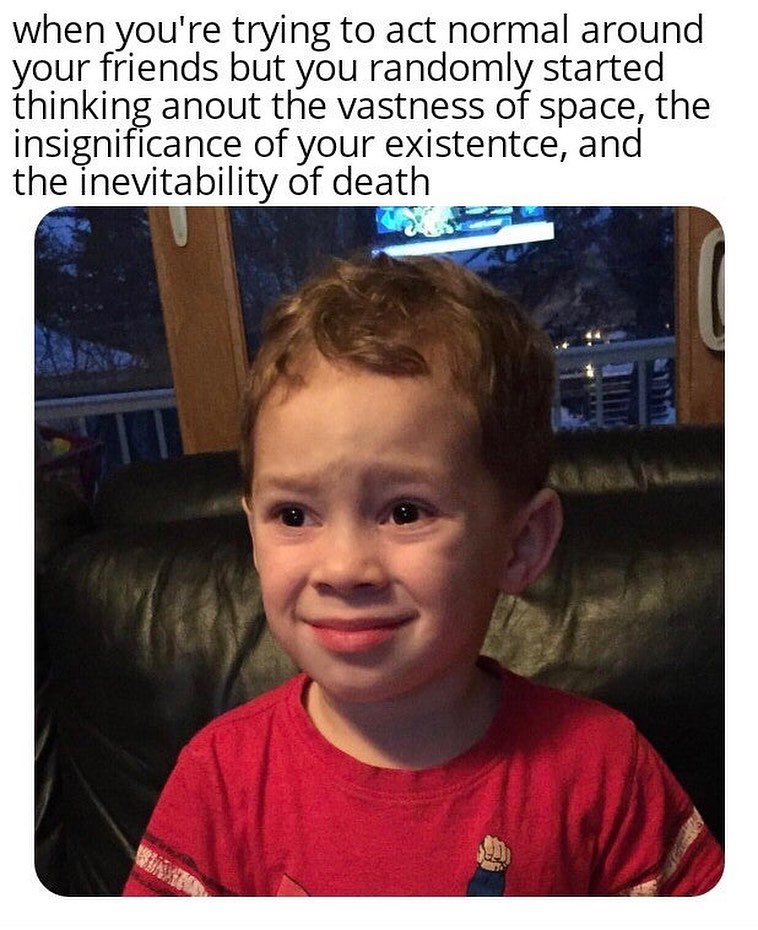 when you're trying to act normal around
your friends but you randomly started
thinking anout the vastness of space, the
insignificance of your existentce, and
the inevitability of death